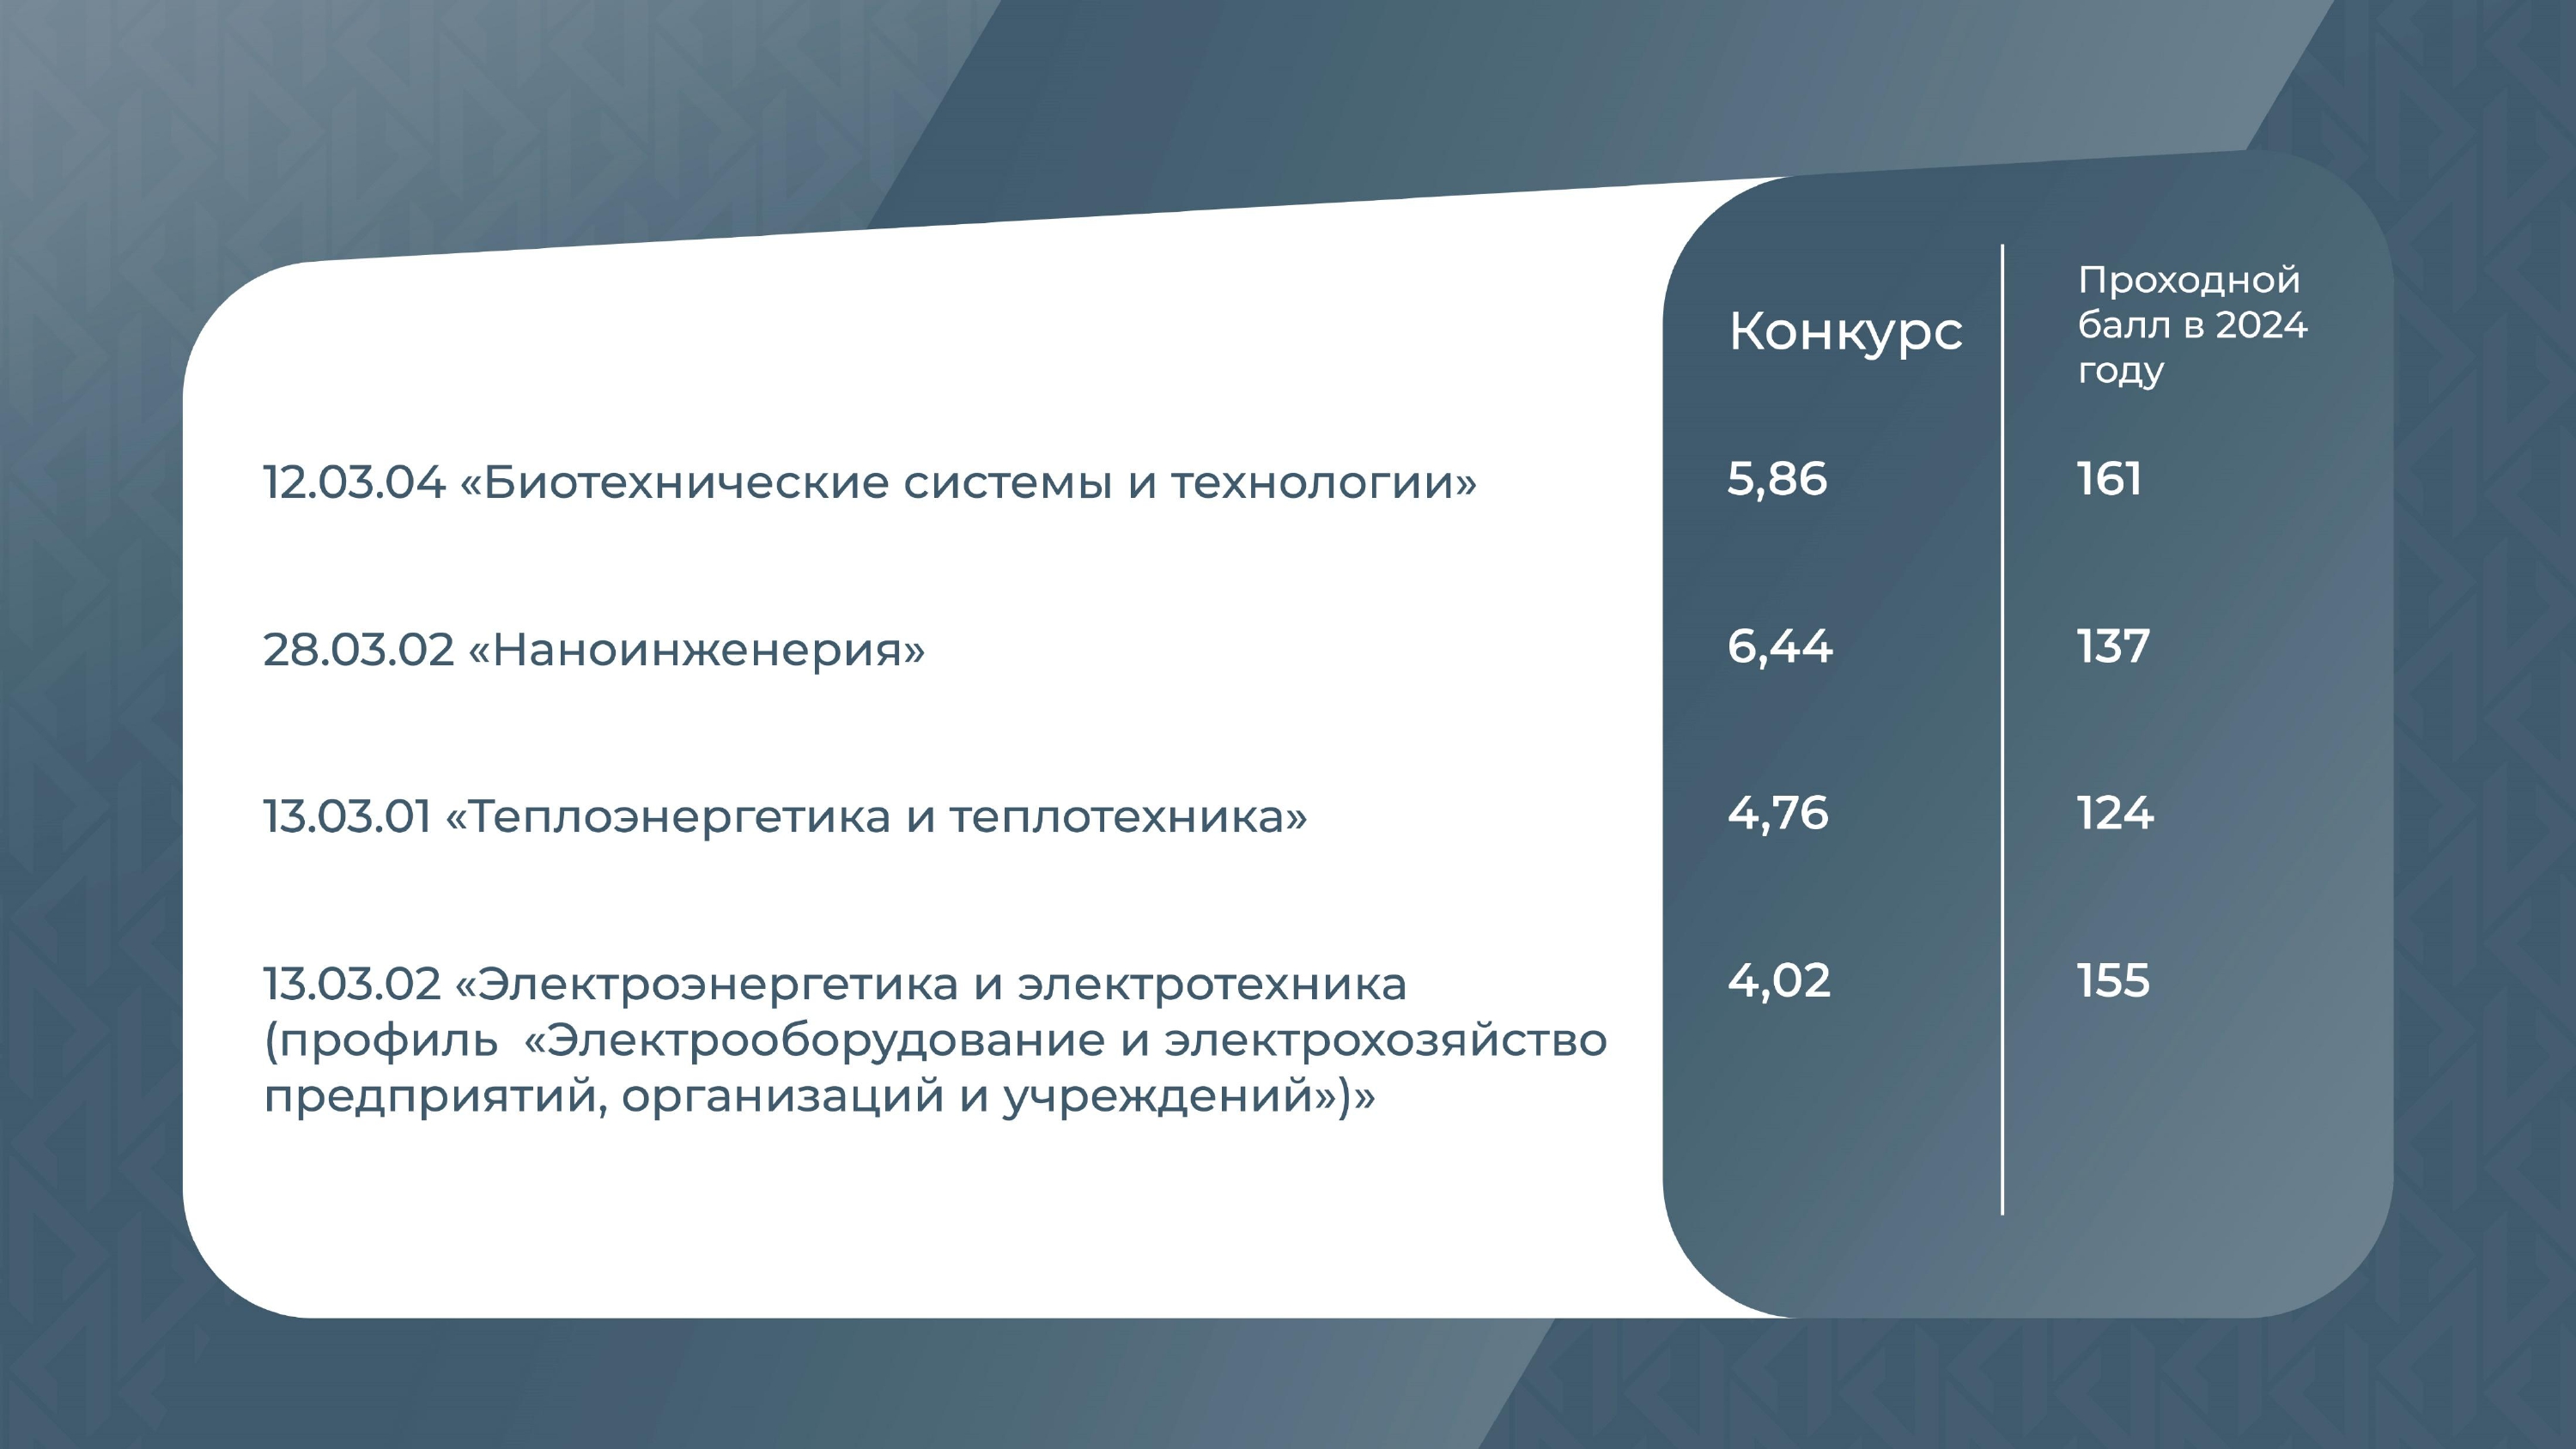 Конкурс
Проходной
балл в 2024
году
12.03.04 «Биотехнические системы и технологии»
5,86
161
28.03.02 «Наноинженерия»
6,44
137
13.03.01 «Теплоэнергетика и теплотехника»
4,76
124
13.03.02 «Электроэнергетика и электротехника
(профиль «Электрооборудование и электрохозяйство
предприятий, организаций и учреждений»)»
4,02
155